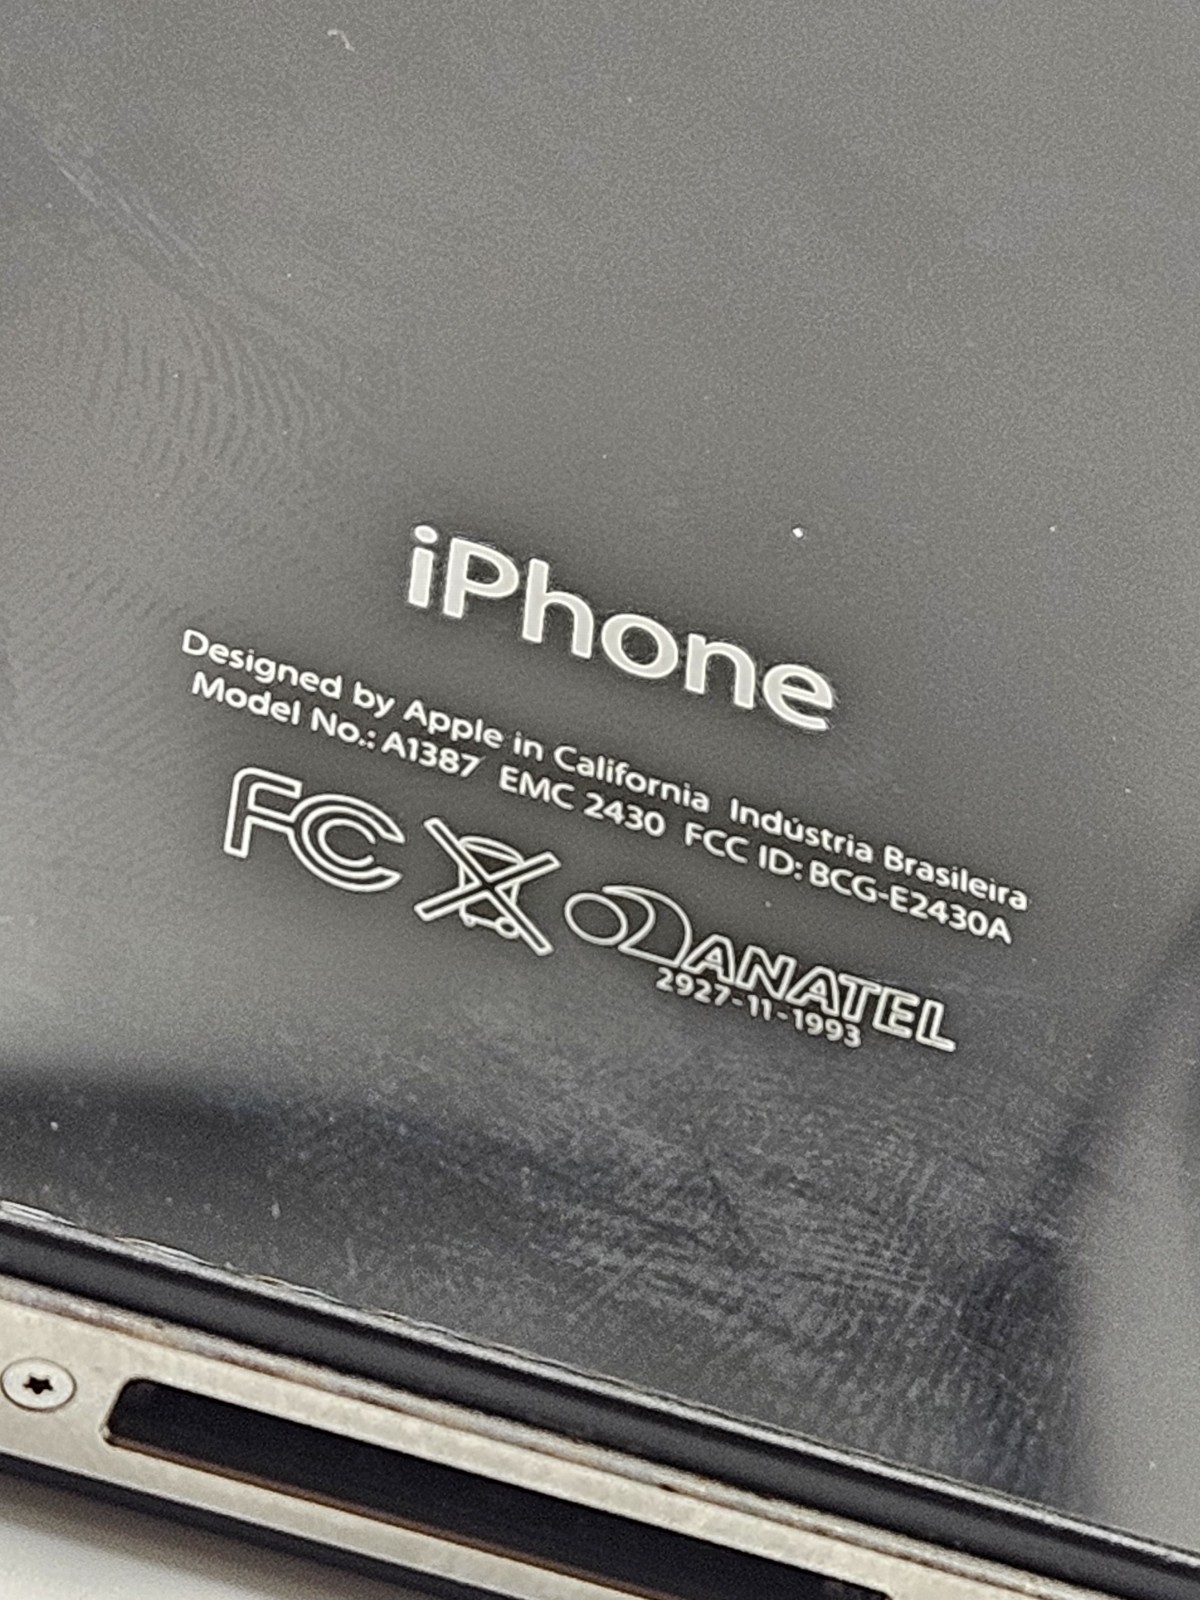 iPhone
Designed by Apple in California Indústria Brasileira
Model No.: A1387 EMC 2430 FCC ID: BCG-E2430A
FC ANATEL
2927-11-1993